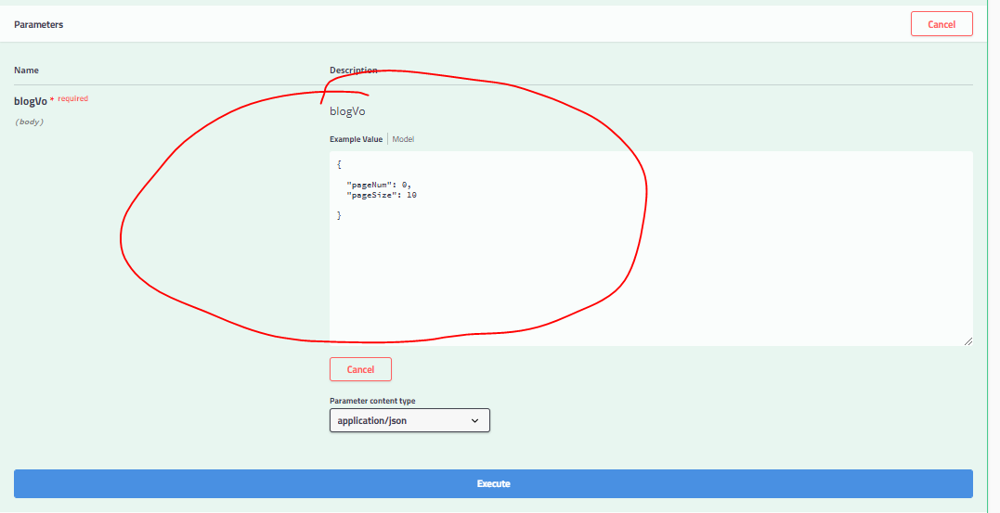 Parameters
Cancel
Name
Description
blogVo * required
(body)
blogVo
Example Value | Model
{
"pageNum": 0,
"pageSize": 10
}
Cancel
Parameter content type
application/json
Execute